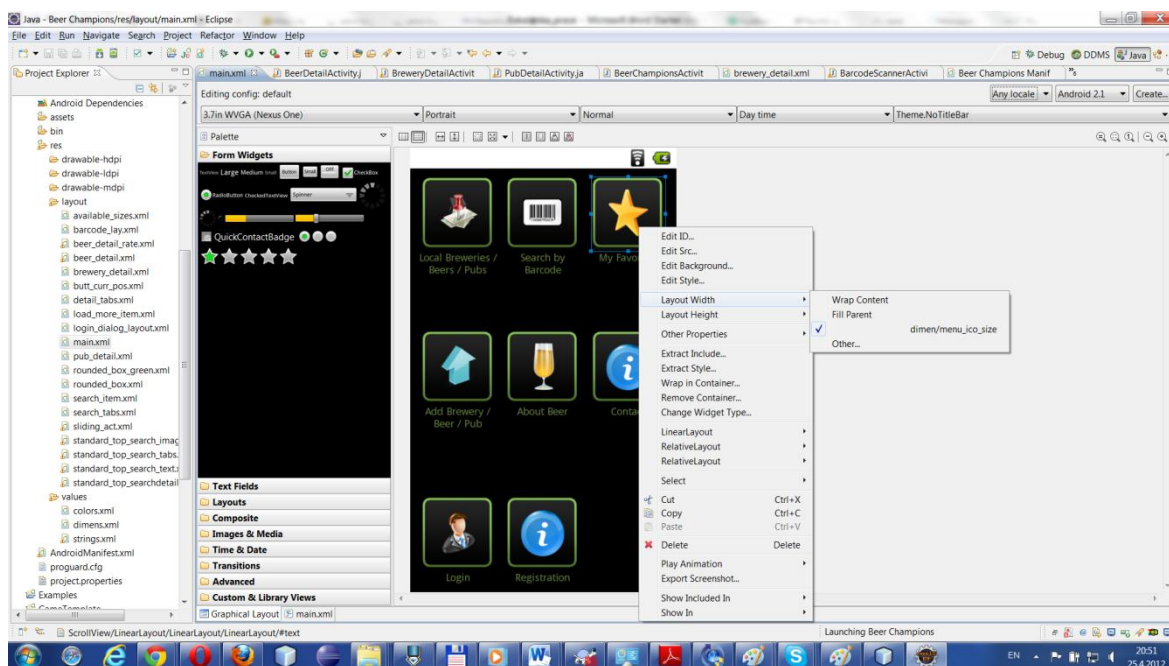 Java - Beer Champions/res/layout/main.xml - Eclipse
File Edit Run Navigate Search Project Refactor Window Help
Debug DDMS Java
Project Explorer
main.xml BeerDetailActivity.j BreweryDetailActivit PubDetailActivity.ja BeerChampionsActivit brewery_detail.xml BarcodeScannerActivi Beer Champions Manif
Editing config: default
Any locale Android 2.1 Create...
3.7in WVGA (Nexus One) Portrait Normal Day time Theme.NoTitleBar
Android Dependencies
assets
bin
res
drawable-hdpi
drawable-ldpi
drawable-mdpi
layout
available_sizes.xml
barcode_lay.xml
beer_detail_rate.xml
beer_detail.xml
brewery_detail.xml
butt_curr_pos.xml
detail_tabs.xml
load_more_item.xml
login_dialog_layout.xml
main.xml
pub_detail.xml
rounded_box_green.xml
rounded_box.xml
search_item.xml
search_tabs.xml
sliding_act.xml
standard_top_search_imag
standard_top_search_tabs.
standard_top_search_text.x
standard_top_searchdetail
values
colors.xml
dimens.xml
strings.xml
AndroidManifest.xml
proguard.cfg
project.properties
Examples
Palette
Form Widgets
TextView Large Medium Small Button Small OFF CheckBox
RadioButton CheckedTextView Spinner
QuickContactBadge
Text Fields
Layouts
Composite
Images & Media
Time & Date
Transitions
Advanced
Custom & Library Views
Graphical Layout main.xml
Local Breweries /
Beers / Pubs
Search by
Barcode
My Favo
Add Brewery /
Beer / Pub
About Beer
Conta
Login
Registration
Edit ID...
Edit Src...
Edit Background...
Edit Style...
Layout Width
Layout Height
Other Properties
Extract Include...
Extract Style...
Wrap in Container...
Remove Container...
Change Widget Type...
LinearLayout
RelativeLayout
RelativeLayout
Select
Cut Ctrl+X
Copy Ctrl+C
Paste Ctrl+V
Delete Delete
Play Animation
Export Screenshot...
Show Included In
Show In
Wrap Content
Fill Parent
dimen/menu_ico_size
Other...
ScrollView/LinearLayout/LinearLayout/LinearLayout/#text
Launching Beer Champions
EN
20:51